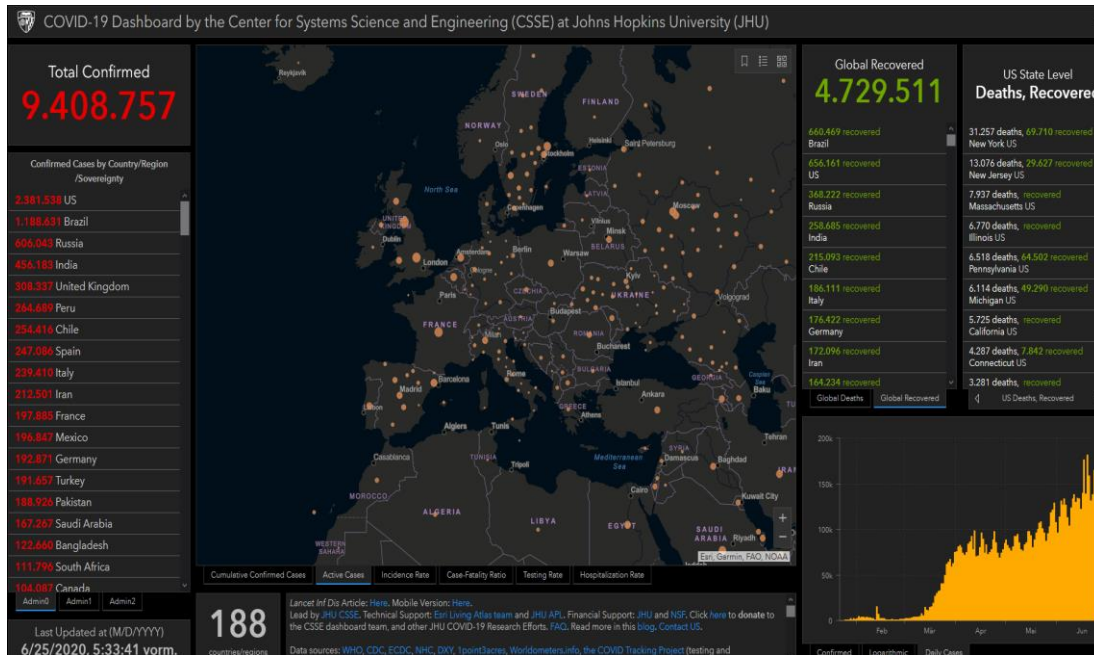 COVID-19 Dashboard by the Center for Systems Science and Engineering (CSSE) at Johns Hopkins University (JHU)
Total Confirmed
9.408.757
Confirmed Cases by Country/Region
/Sovereignty
2.381.538 US
1.188.631 Brazil
606.043 Russia
456.183 India
308.337 United Kingdom
264.689 Peru
254.416 Chile
247.086 Spain
239.410 Italy
212.501 Iran
197.885 France
196.847 Mexico
192.871 Germany
191.657 Turkey
188.926 Pakistan
167.267 Saudi Arabia
122.660 Bangladesh
111.796 South Africa
104.087 Canada
Admin0 Admin1 Admin2
Last Updated at (M/D/YYYY)
6/25/2020, 5:33:41 vorm.
Reykjavik
SWEDEN
FINLAND
NORWAY
Oslo
Helsinki
Saint Petersburg
Stockholm
ESTONIA
North Sea
LATVIA
Moscow
Copenhagen
UNITED
KINGDOM
Vilnius
Minsk
Dublin
BELARUS
Amsterdam
Berlin
Warsaw
London
Cologne
Kyiv
Paris
CZECHIA
UKRAINE
Volgograd
Budapest
AUSTRIA
FRANCE
Milan
ROMANIA
Bucharest
BULGARIA
GEORGIA
Caspian
Sea
Barcelona
Rome
Istanbul
Baku
Madrid
Ankara
Lisbon
GREECE
Athens
Algiers
Tunis
Tehran
SYRIA
Casablanca
TUNISIA
Mediterranean
Sea
Damascus
Baghdad
Tripoli
IRAN
MOROCCO
Cairo
Kuwait City
ALGERIA
LIBYA
EGYPT
SAUDI
ARABIA
Riyadh
WESTERN
SAHARA
Esri, Garmin, FAO, NOAA
Cumulative Confirmed Cases Active Cases Incidence Rate Case-Fatality Ratio Testing Rate Hospitalization Rate
188
countries/regions
Lancet Inf Dis Article: Here. Mobile Version: Here.
Lead by JHU CSSE. Technical Support: Esri Living Atlas team and JHU APL. Financial Support: JHU and NSF. Click here to donate to
the CSSE dashboard team, and other JHU COVID-19 Research Efforts. FAQ. Read more in this blog. Contact US.
Data sources: WHO, CDC, ECDC, NHC, DXY, 1point3acres, Worldometers.info, the COVID Tracking Project (testing and
Global Recovered
4.729.511
660.469 recovered
Brazil
656.161 recovered
US
368.222 recovered
Russia
258.685 recovered
India
215.093 recovered
Chile
186.111 recovered
Italy
176.422 recovered
Germany
172.096 recovered
Iran
164.234 recovered
Global Deaths Global Recovered
US State Level
Deaths, Recovered
31.257 deaths, 69.710 recovered
New York US
13.076 deaths, 29.627 recovered
New Jersey US
7.937 deaths, recovered
Massachusetts US
6.770 deaths, recovered
Illinois US
6.518 deaths, 64.502 recovered
Pennsylvania US
6.114 deaths, 49.290 recovered
Michigan US
5.725 deaths, recovered
California US
4.287 deaths, 7.842 recovered
Connecticut US
3.281 deaths, recovered
US Deaths, Recovered
200k
150k
100k
50k
0
Feb Mär Apr Mai Jun
Confirmed Logarithmic Daily Cases